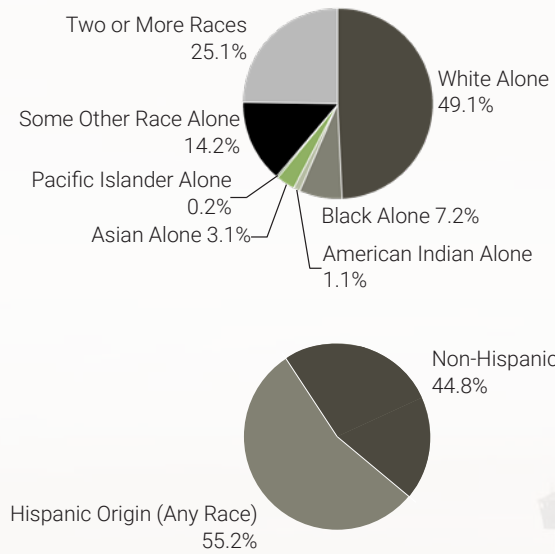 Two or More Races
25.1%
White Alone
49.1%
Some Other Race Alone
14.2%
Pacific Islander Alone
0.2%
Black Alone 7.2%
Asian Alone 3.1%
American Indian Alone
1.1%
Non-Hispanic
44.8%
Hispanic Origin (Any Race)
55.2%